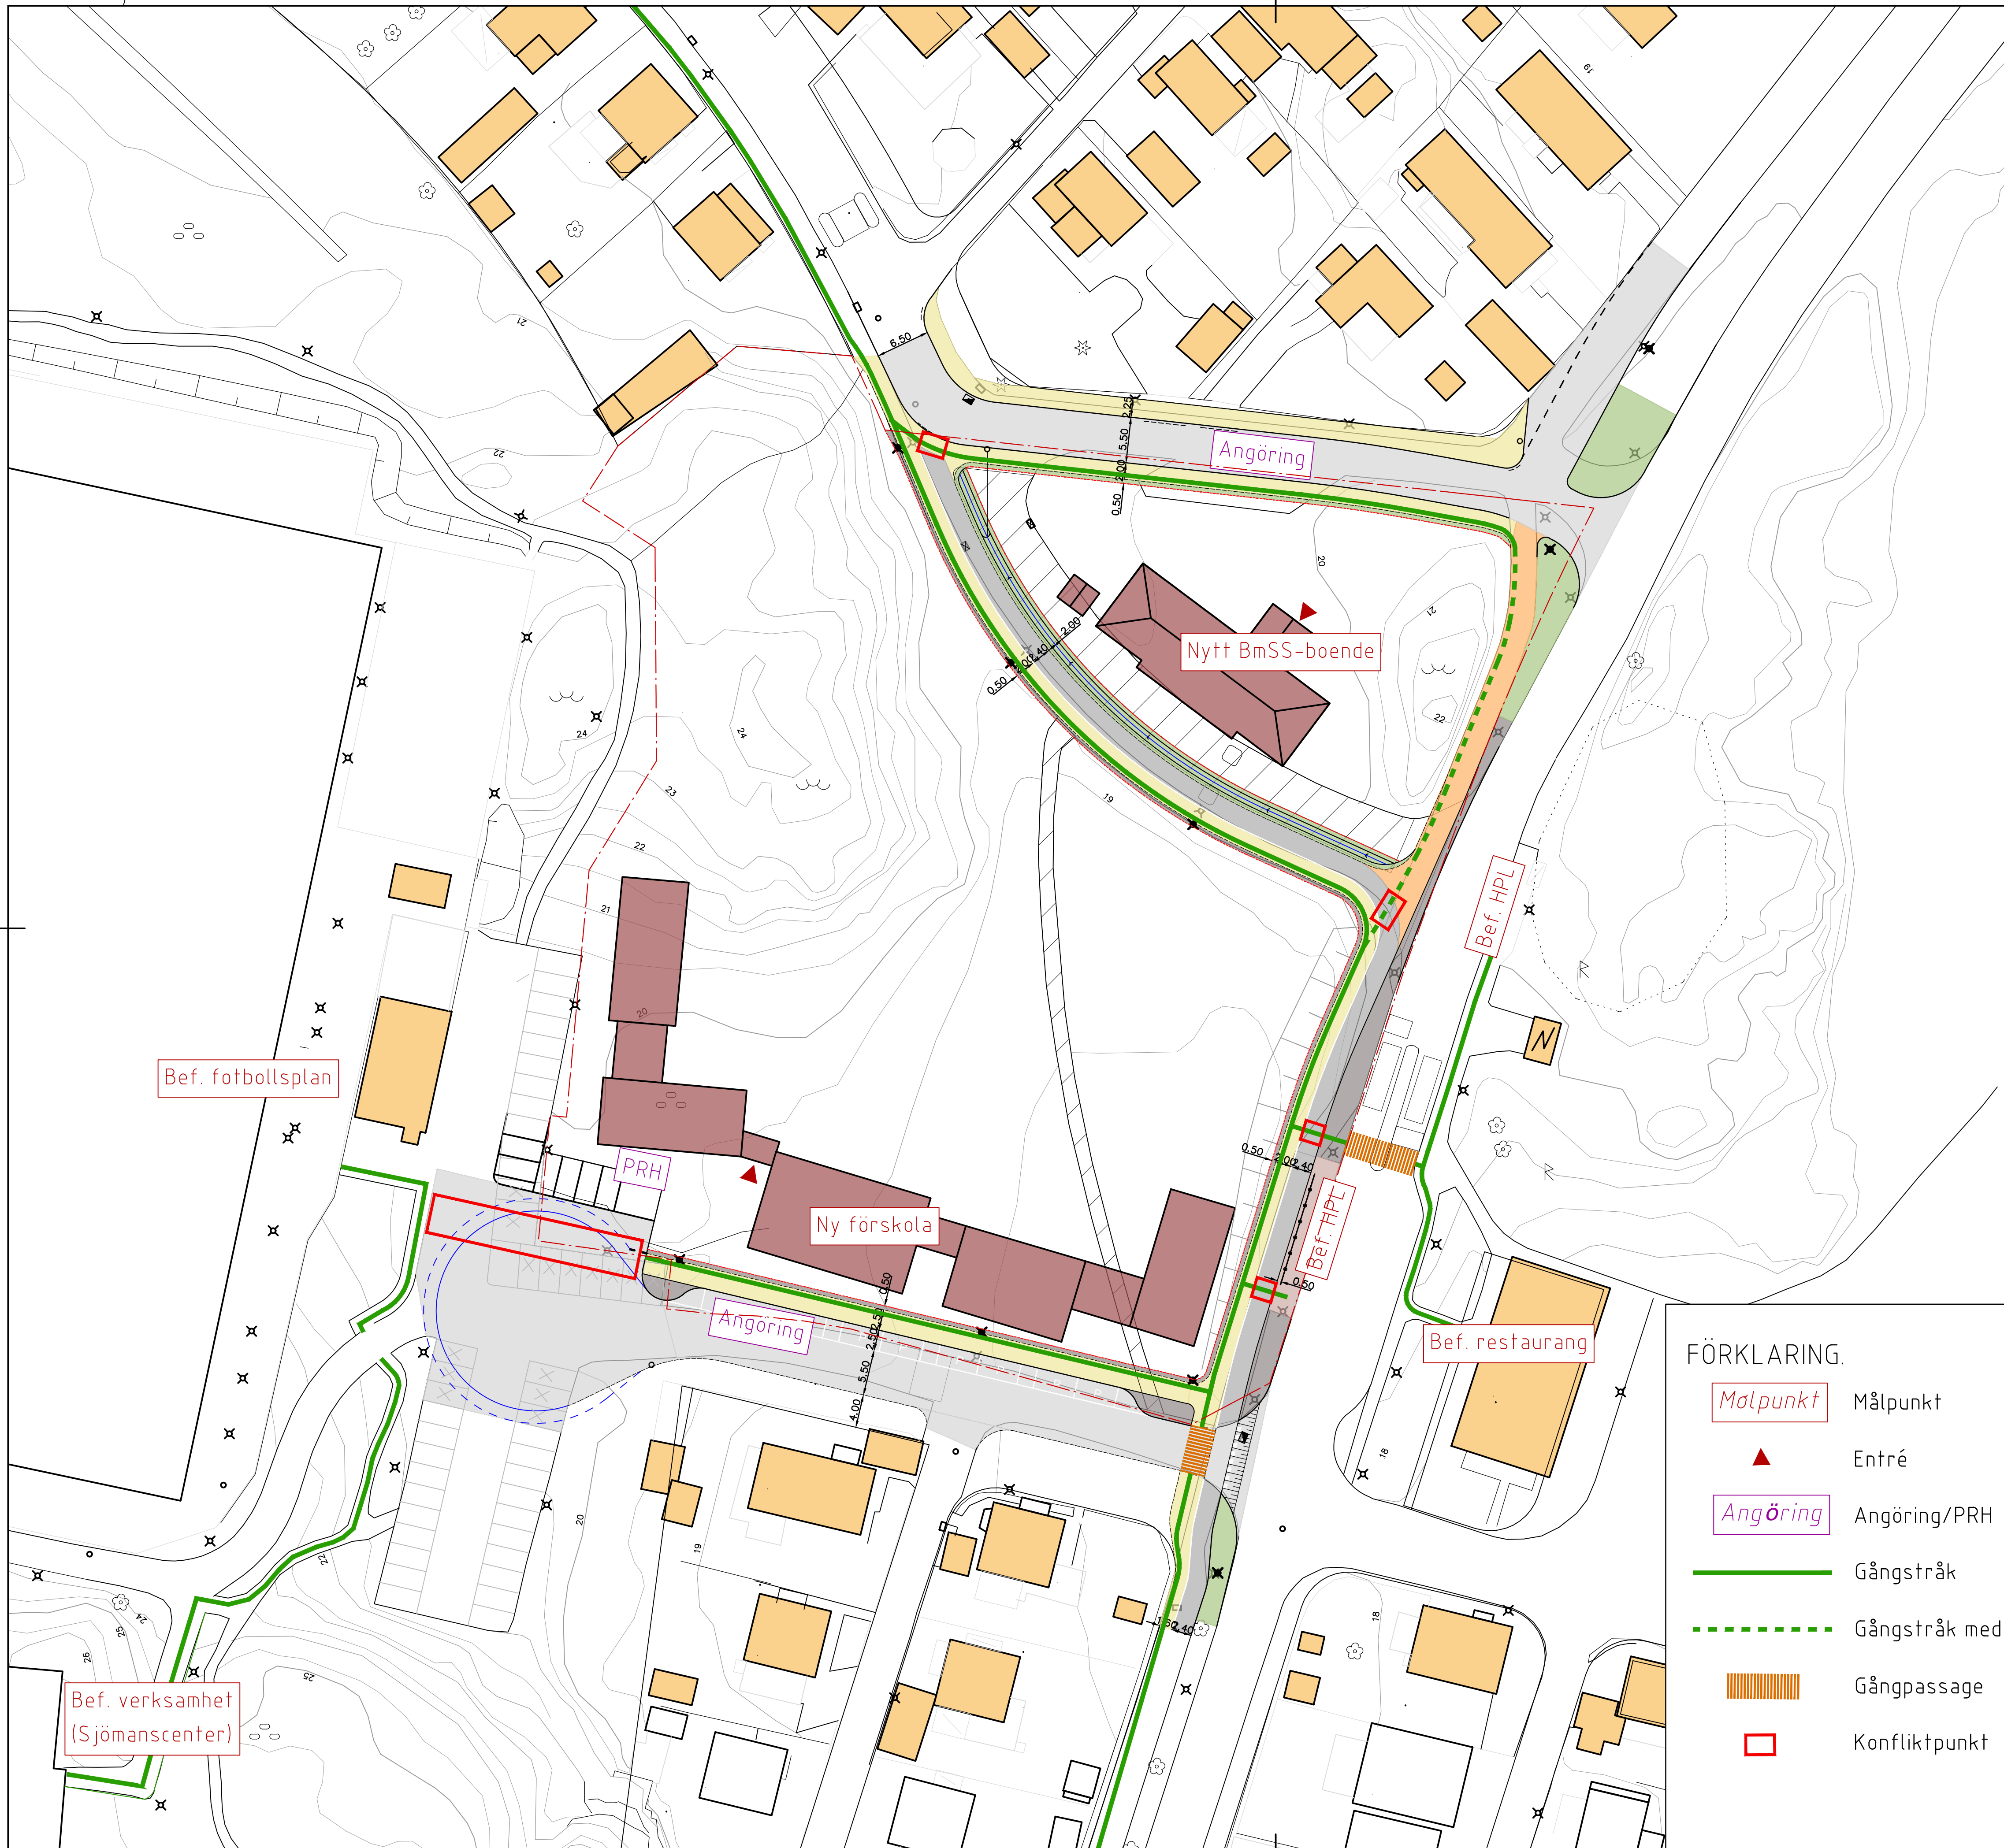 21
22
19
6.50
2.25
5.50
2.00
0.50
Angöring
20
21
22
Nytt BmSS-boende
2.00
2.40
0.50
24
24
23
22
21
20
19
Bef. HPL
N
Bef. fotbollsplan
PRH
Ny förskola
Angöring
0.50
2.50
2.50
5.50
4.00
0.50
2.00
2.40
Bef. HPL
0.50
Bef. restaurang
18
20
19
18
22
24
25
26
25
1.60
2.40
Bef. verksamhet
(Sjömanscenter)
FÖRKLARING.
Målpunkt
Målpunkt
Entré
Angöring
Angöring/PRH
Gångstråk
Gångstråk med
Gångpassage
Konfliktpunkt